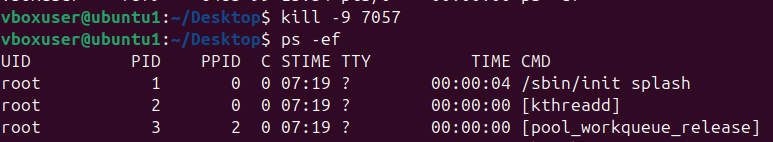 vboxuser@ubuntu1:~/Desktop$ kill -9 7057
vboxuser@ubuntu1:~/Desktop$ ps -ef
UID PID PPID C STIME TTY TIME CMD
root 1 0 0 07:19 ? 00:00:04 /sbin/init splash
root 2 0 0 07:19 ? 00:00:00 [kthreadd]
root 3 2 0 07:19 ? 00:00:00 [pool_workqueue_release]